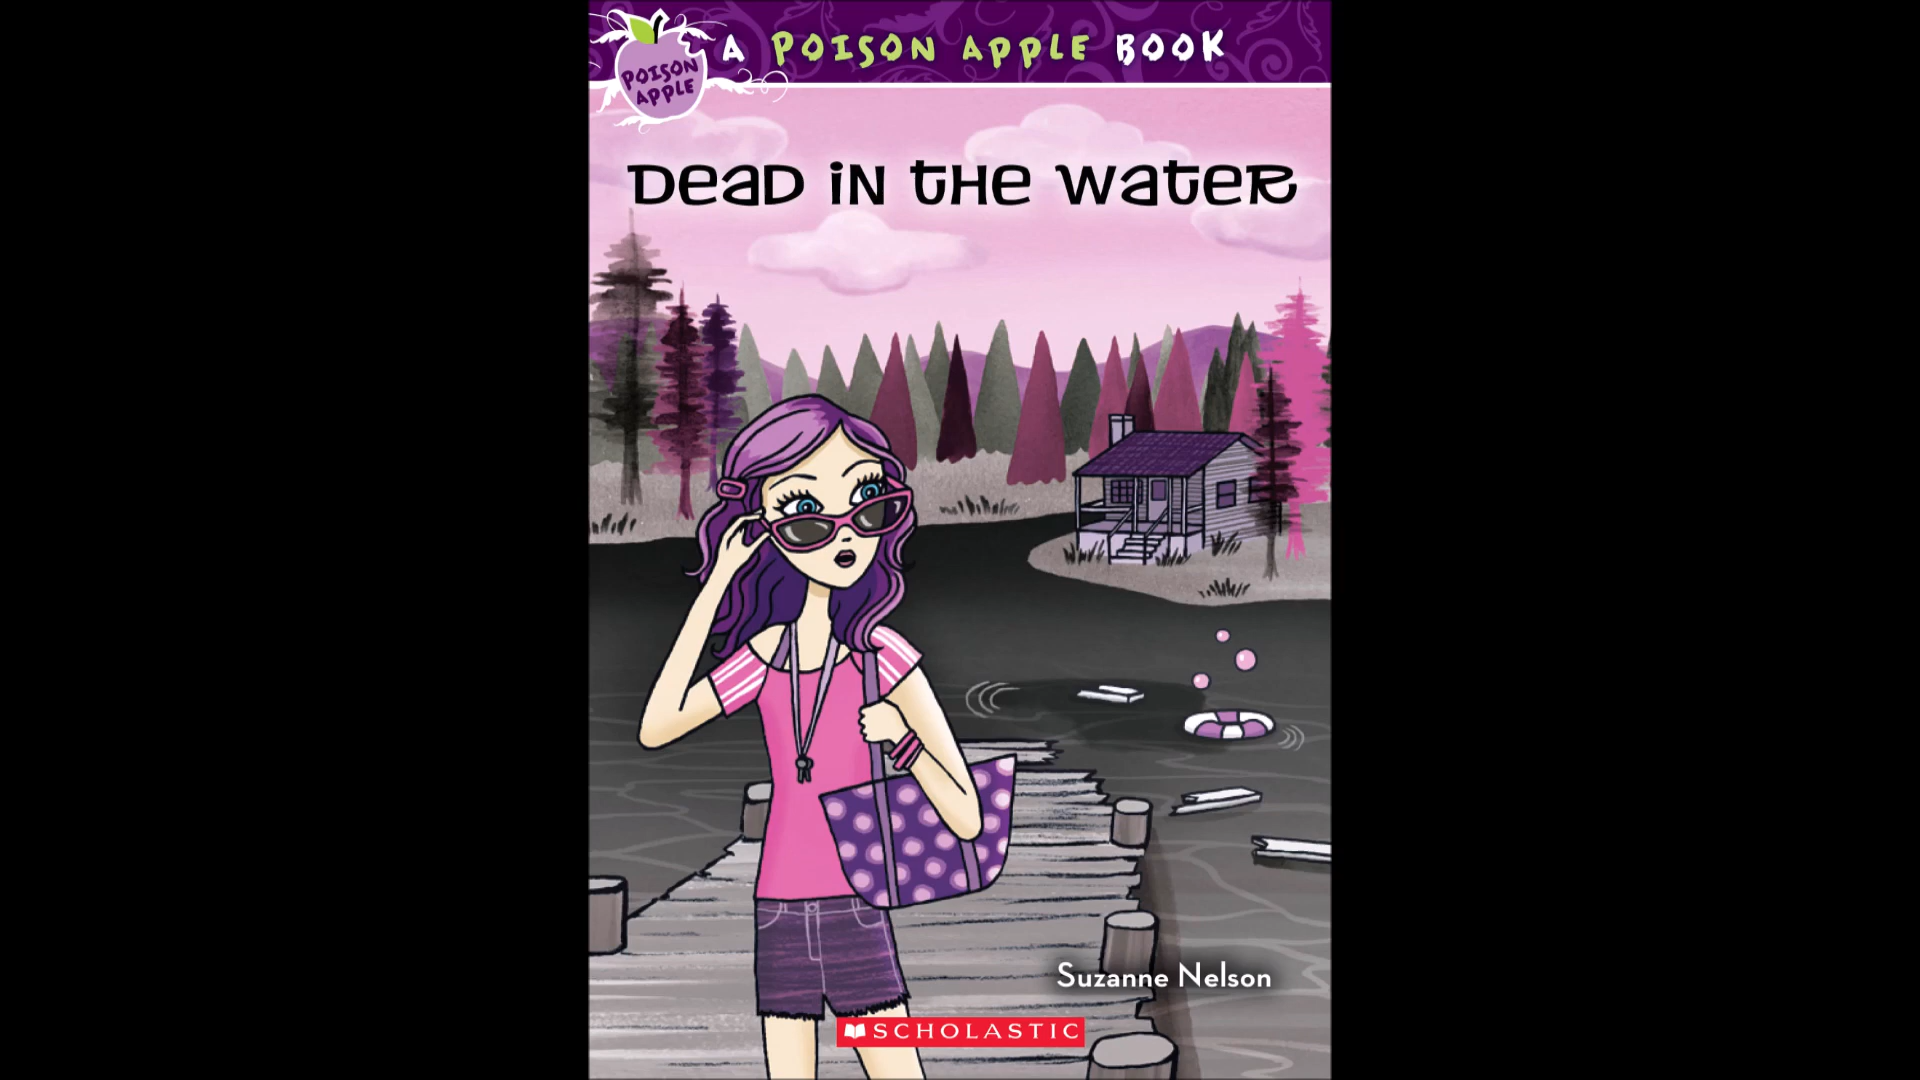 A POISON APPLE BOOK
POISON
APPLE
DeaD iN tHe WateR
Suzanne Nelson
SCHOLASTIC